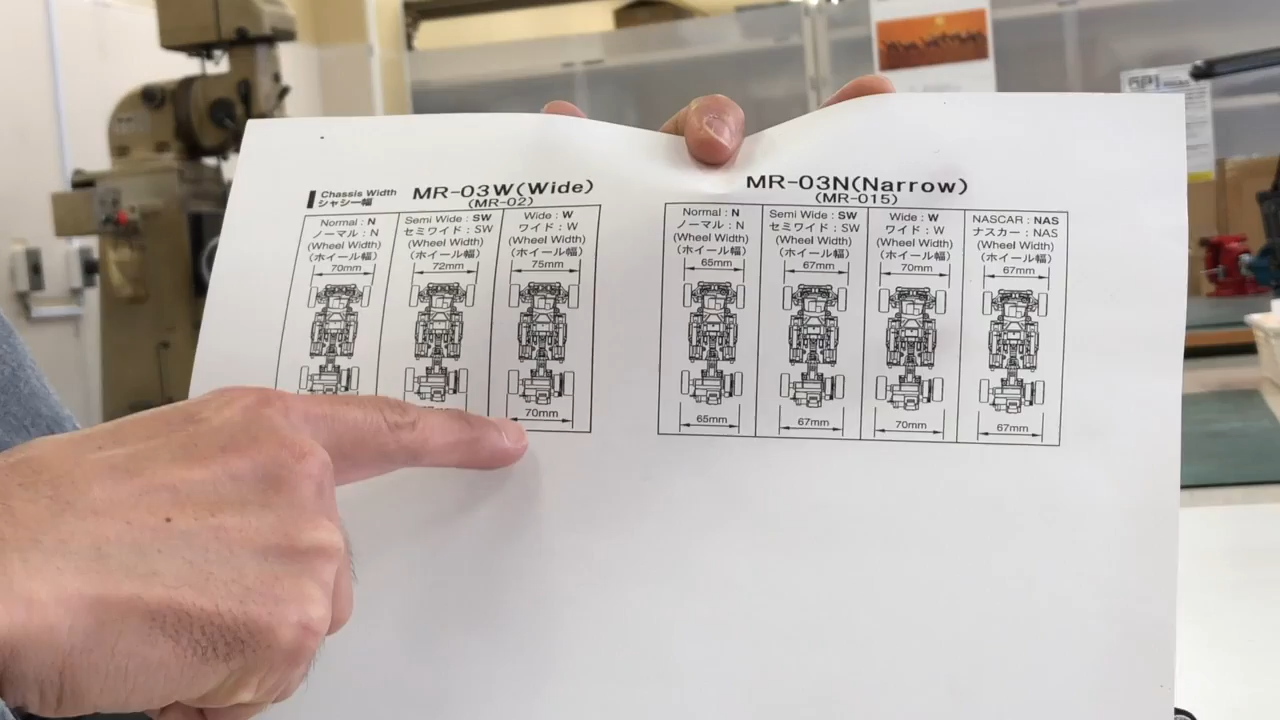 Chassis Width
シャシー幅
MR-03W(Wide)
(MR-02)
Normal : N
ノーマル : N
(Wheel Width)
(ホイール幅)
70mm
Semi Wide : SW
セミワイド : SW
(Wheel Width)
(ホイール幅)
72mm
Wide : W
ワイド : W
(Wheel Width)
(ホイール幅)
75mm
70mm
MR-03N(Narrow)
(MR-015)
Normal : N
ノーマル : N
(Wheel Width)
(ホイール幅)
65mm
65mm
Semi Wide : SW
セミワイド : SW
(Wheel Width)
(ホイール幅)
67mm
67mm
Wide : W
ワイド : W
(Wheel Width)
(ホイール幅)
70mm
70mm
NASCAR : NAS
ナスカー : NAS
(Wheel Width)
(ホイール幅)
67mm
67mm